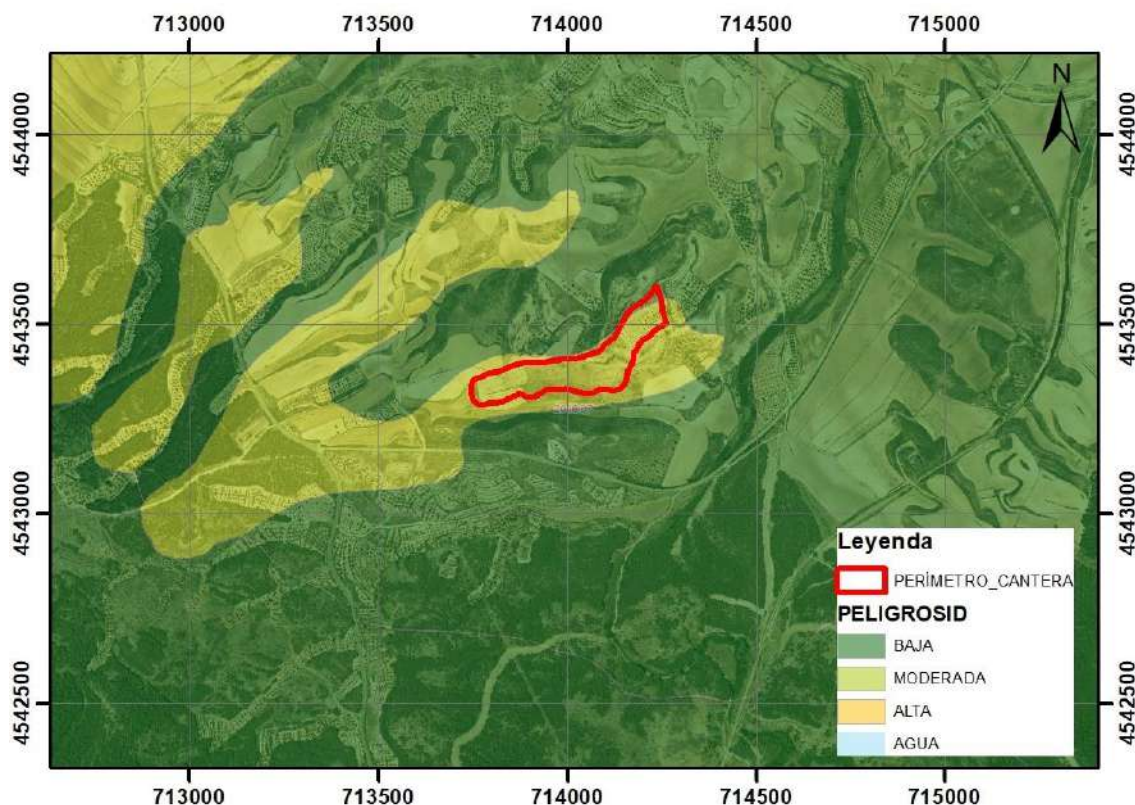 713000 713500 714000 714500 715000
N
4544000 4544000
4543500 4543500
4543000 4543000
4542500 4542500
Leyenda
PERÍMETRO_CANTERA
PELIGROSID
BAJA
MODERADA
ALTA
AGUA
713000 713500 714000 714500 715000